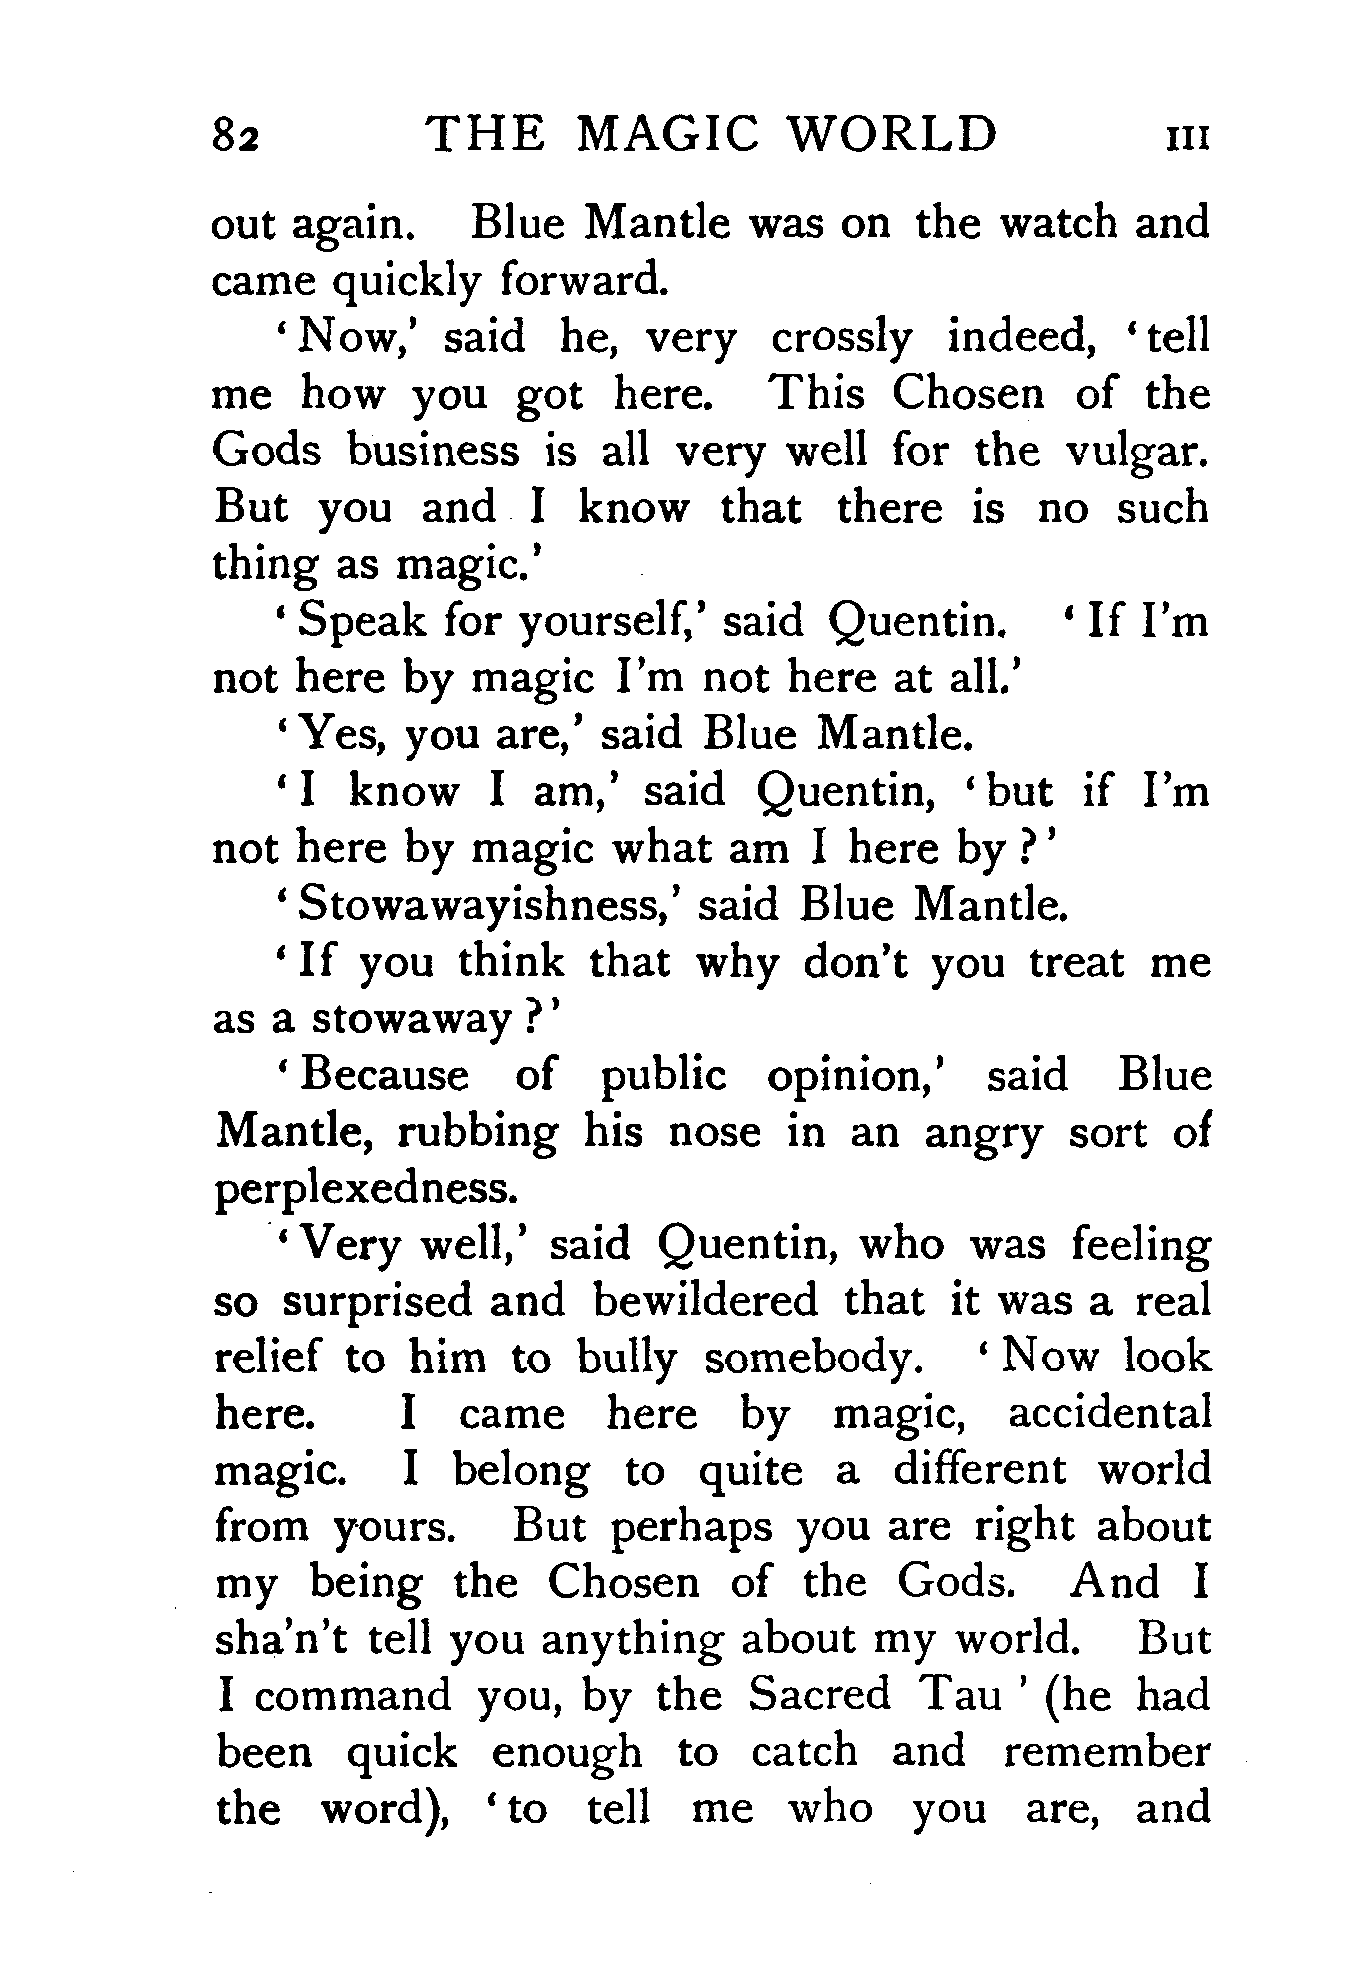 82 THE MAGIC WORLD III
out again. Blue Mantle was on the watch and
came quickly forward.
‘Now,’ said he, very crossly indeed, ‘tell
me how you got here. This Chosen of the
Gods business is all very well for the vulgar.
But you and I know that there is no such
thing as magic.’
‘Speak for yourself,’ said Quentin. ‘If I’m
not here by magic I’m not here at all.’
‘Yes, you are,’ said Blue Mantle.
‘I know I am,’ said Quentin, ‘but if I’m
not here by magic what am I here by?’
‘Stowawayishness,’ said Blue Mantle.
‘If you think that why don’t you treat me
as a stowaway?’
‘Because of public opinion,’ said Blue
Mantle, rubbing his nose in an angry sort of
perplexedness.
‘Very well,’ said Quentin, who was feeling
so surprised and bewildered that it was a real
relief to him to bully somebody. ‘Now look
here. I came here by magic, accidental
magic. I belong to quite a different world
from yours. But perhaps you are right about
my being the Chosen of the Gods. And I
sha’n’t tell you anything about my world. But
I command you, by the Sacred Tau’ (he had
been quick enough to catch and remember
the word), ‘to tell me who you are, and